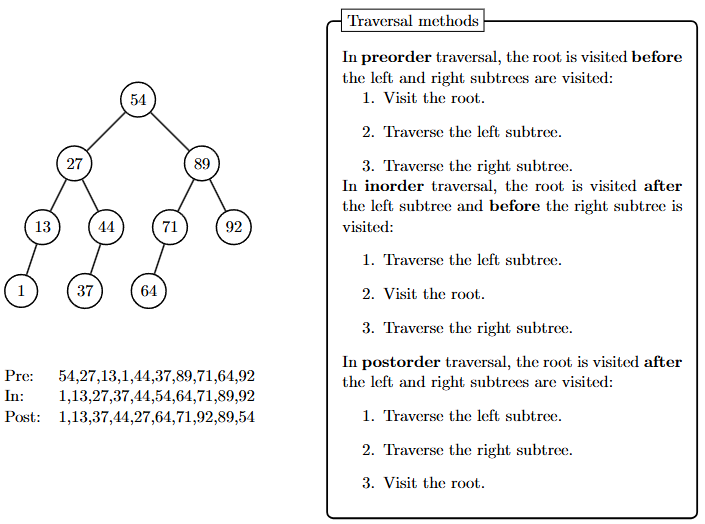 54
27 89
13 44 71 92
1 37 64
Pre: 54,27,13,1,44,37,89,71,64,92
In: 1,13,27,37,44,54,64,71,89,92
Post: 1,13,37,44,27,64,71,92,89,54
Traversal methods
In preorder traversal, the root is visited before
the left and right subtrees are visited:
1. Visit the root.
2. Traverse the left subtree.
3. Traverse the right subtree.
In inorder traversal, the root is visited after
the left subtree and before the right subtree is
visited:
1. Traverse the left subtree.
2. Visit the root.
3. Traverse the right subtree.
In postorder traversal, the root is visited after
the left and right subtrees are visited:
1. Traverse the left subtree.
2. Traverse the right subtree.
3. Visit the root.